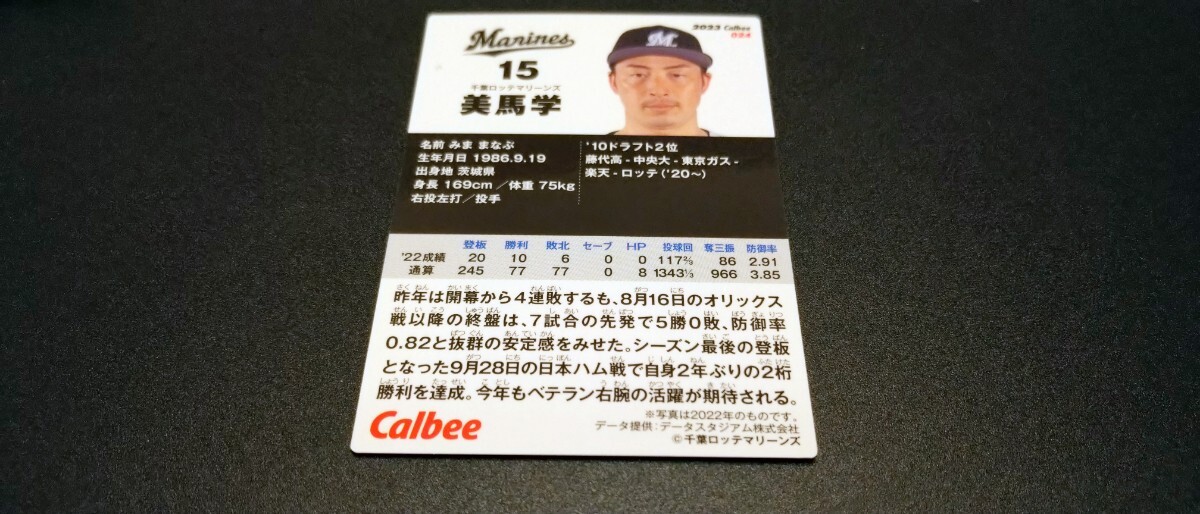 Marines
2023 Calbee
024
15
千葉ロッテマリーンズ
美馬学
名前 みま まなぶ
生年月日 1986.9.19
出身地 茨城県
身長 169cm／体重 75kg
右投左打／投手
'10ドラフト2位
藤代高-中央大-東京ガス-
楽天-ロッテ('20〜)
登板 勝利 敗北 セーブ HP 投球回 奪三振 防御率
'22成績 20 10 6 0 0 117⅔ 86 2.91
通算 245 77 77 0 8 1343⅓ 966 3.85
昨年は開幕から4連敗するも、8月16日のオリックス
戦以降の終盤は、7試合の先発で5勝0敗、防御率
0.82と抜群の安定感をみせた。シーズン最後の登板
となった9月28日の日本ハム戦で自身2年ぶりの2桁
勝利を達成。今年もベテラン右腕の活躍が期待される。
Calbee
※写真は2022年のものです。
データ提供：データスタジアム株式会社
©千葉ロッテマリーンズ